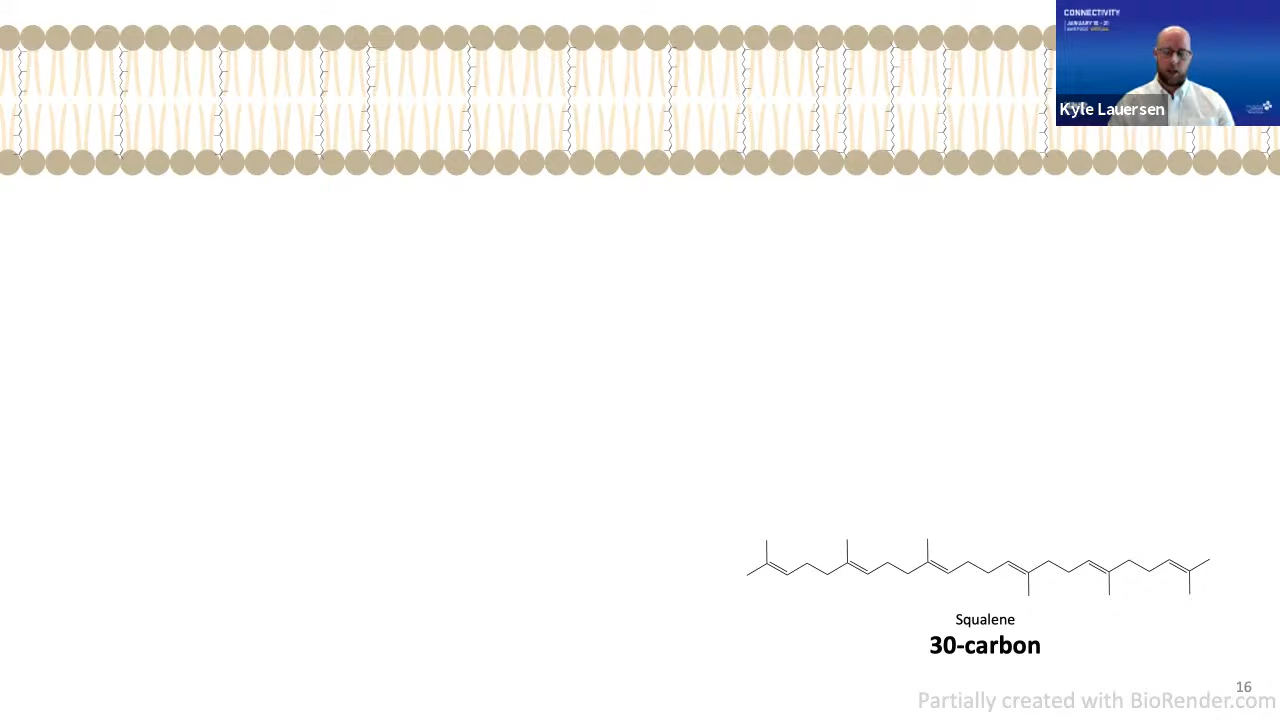 CONNECTIVITY
Kyle Lauersen
Squalene
30-carbon
16
Partially created with BioRender.com